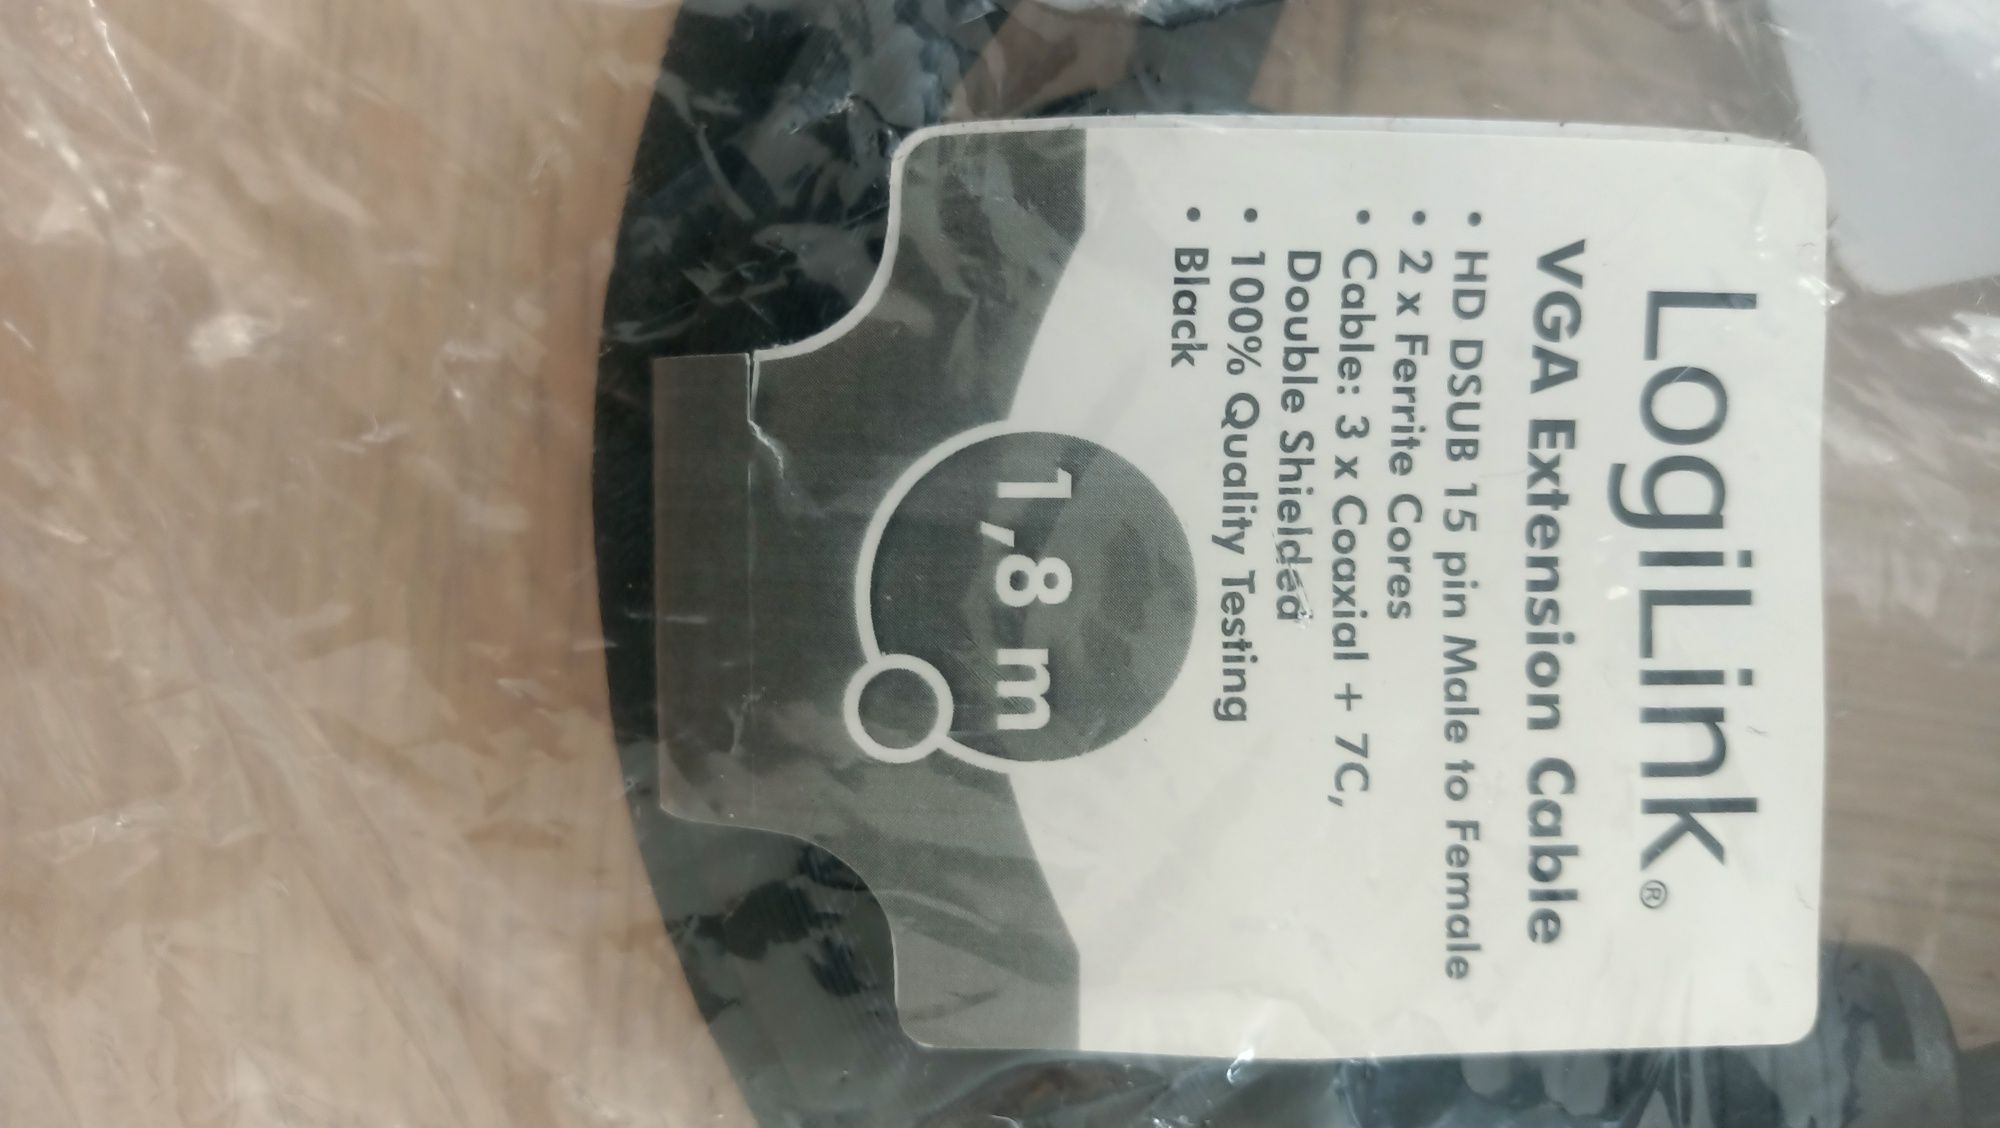 LogiLink®
VGA Extension Cable
• HD DSUB 15 pin Male to Female
• 2 x Ferrite Cores
• Cable: 3 x Coaxial + 7C,
Double Shielded
• 100% Quality Testing
• Black
1,8 m